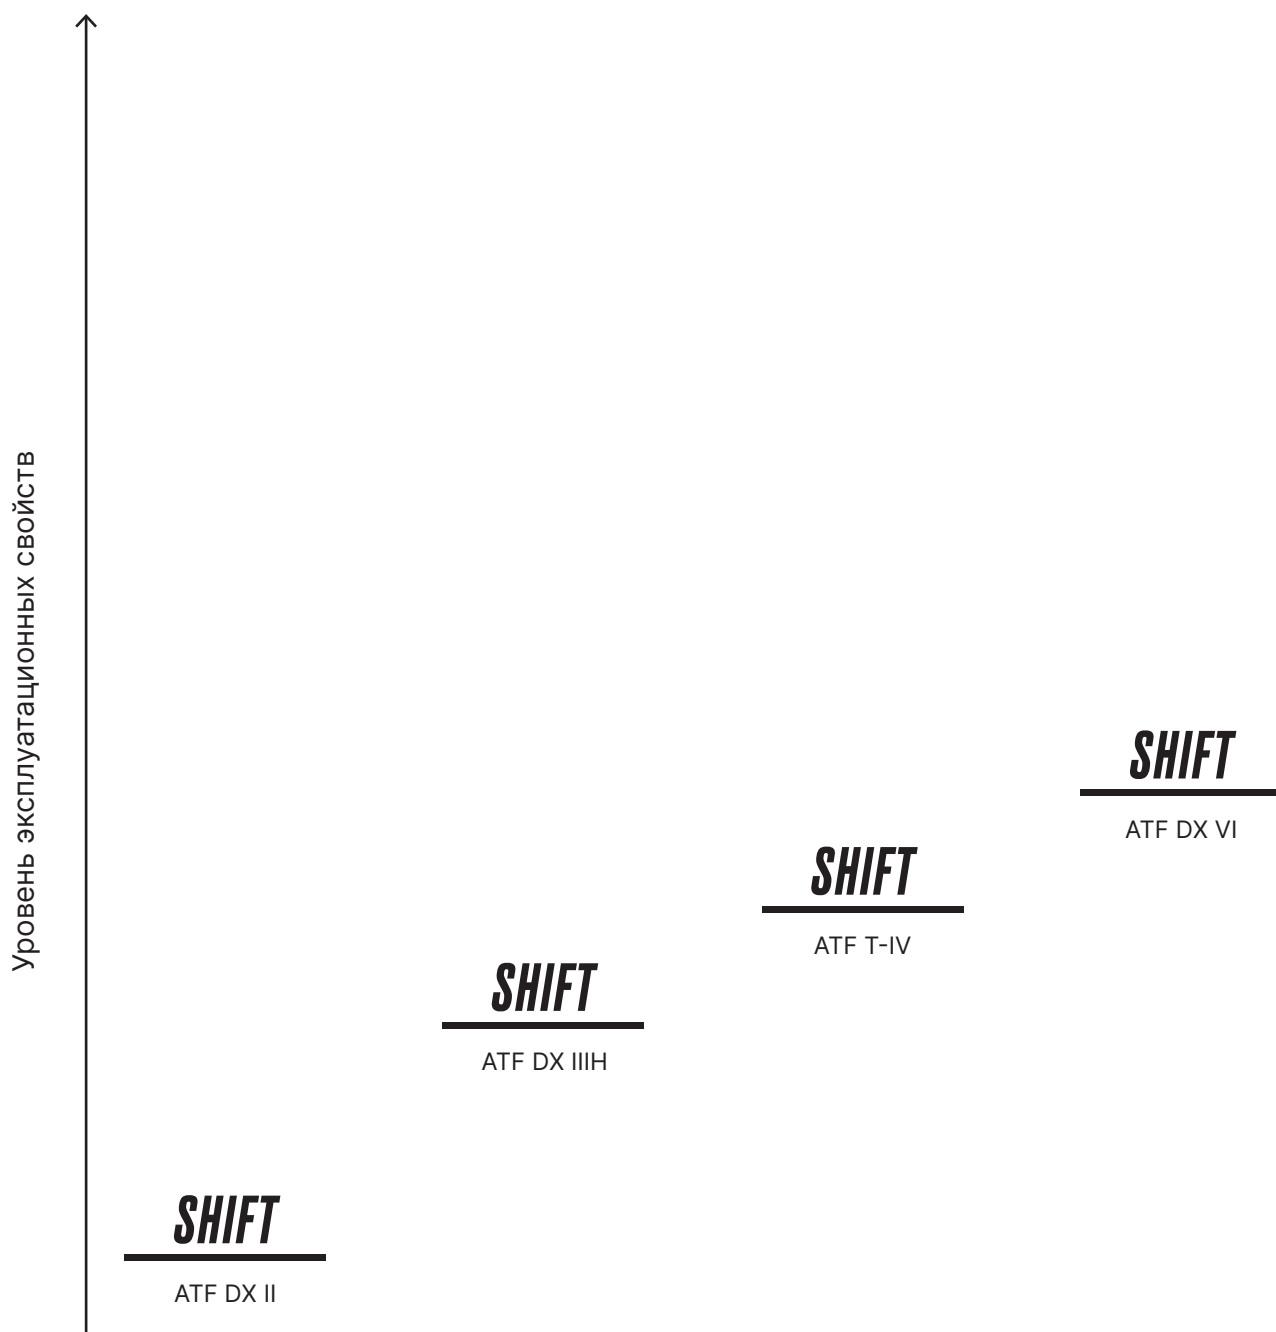 Уровень эксплуатационных свойств
SHIFT
ATF DX VI
SHIFT
ATF T-IV
SHIFT
ATF DX IIIH
SHIFT
ATF DX II